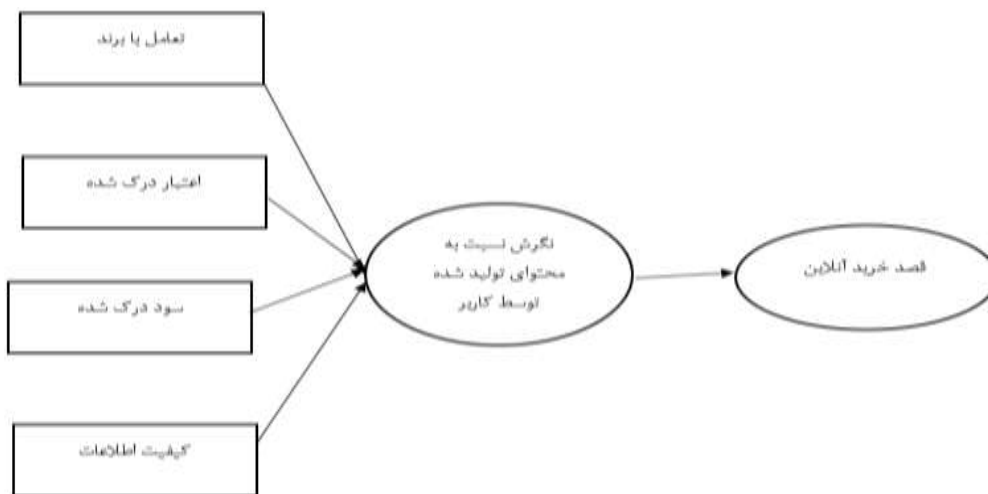 تعامل با برند
اعتبار درک شده
سود درک شده
کیفیت اطلاعات
نگرش نسبت به
محتوای تولید شده
توسط کاربر
قصد خرید آنلاین